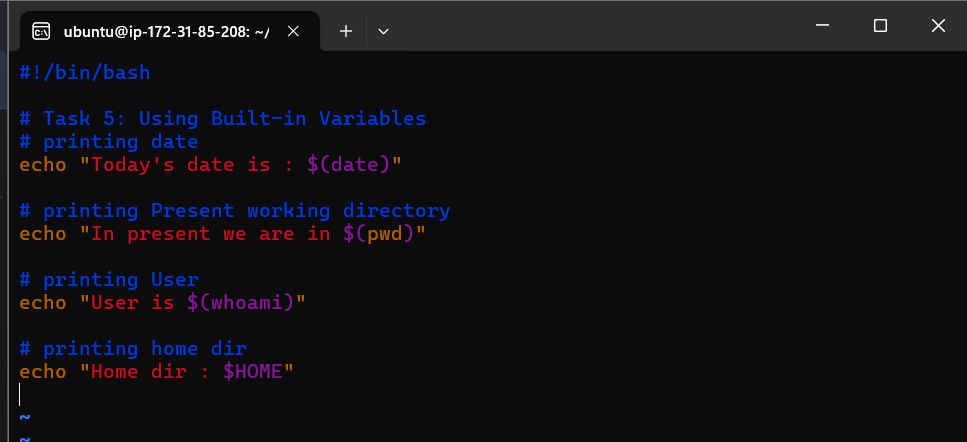 ubuntu@ip-172-31-85-208: ~/
#!/bin/bash
# Task 5: Using Built-in Variables
# printing date
echo "Today's date is : $(date)"
# printing Present working directory
echo "In present we are in $(pwd)"
# printing User
echo "User is $(whoami)"
# printing home dir
echo "Home dir : $HOME"
~
~